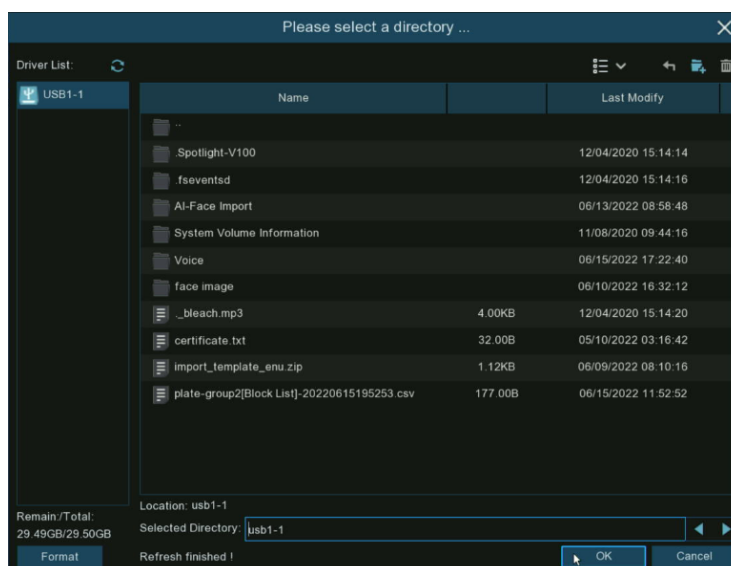 Please select a directory ...
Driver List:
USB1-1
Name Last Modify
..
.Spotlight-V100 12/04/2020 15:14:14
.fseventsd 12/04/2020 15:14:16
AI-Face Import 06/13/2022 08:58:48
System Volume Information 11/08/2020 09:44:16
Voice 06/15/2022 17:22:40
face image 06/10/2022 16:32:12
._bleach.mp3 4.00KB 12/04/2020 15:14:20
certificate.txt 32.00B 05/10/2022 03:16:42
import_template_enu.zip 1.12KB 06/09/2022 08:10:16
plate-group2[Block List]-20220615195253.csv 177.00B 06/15/2022 11:52:52
Location: usb1-1
Remain:/Total:
29.49GB/29.50GB
Selected Directory: usb1-1
Format Refresh finished ! OK Cancel